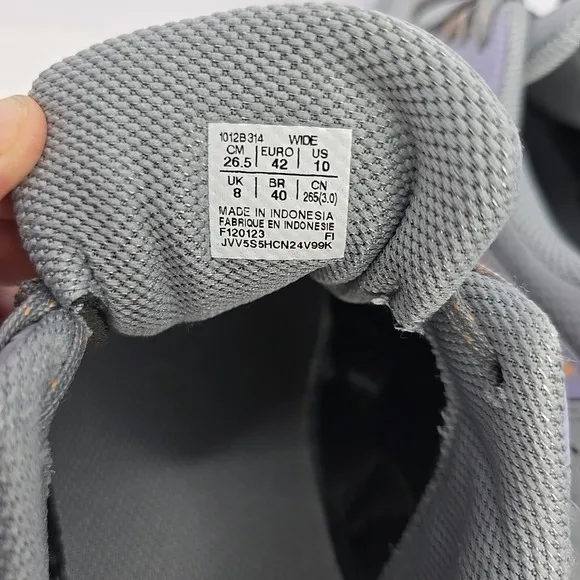 1012B314 WIDE
CM EURO US
26.5 42 10
UK BR CN
8 40 265(3.0)
MADE IN INDONESIA
FABRIQUE EN INDONESIE
F120123 FI
JVV5S5HCN24V99K